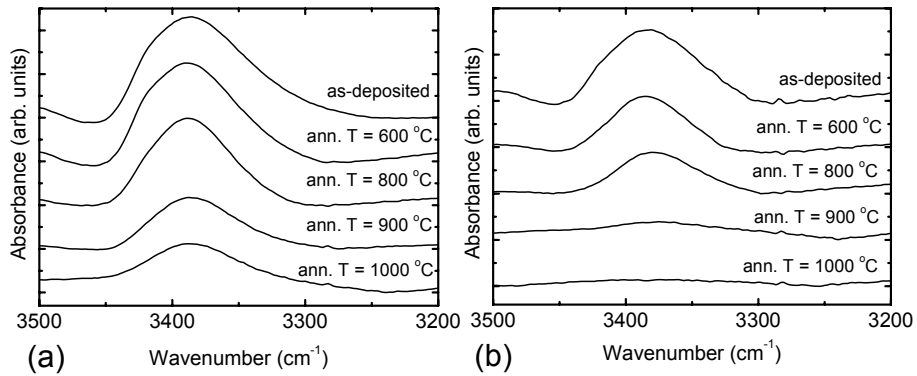 Absorbance (arb. units)
as-deposited
ann. T = 600 °C
ann. T = 800 °C
ann. T = 900 °C
ann. T = 1000 °C
3500 3400 3300 3200
(a) Wavenumber (cm⁻¹)
Absorbance (arb. units)
as-deposited
ann. T = 600 °C
ann. T = 800 °C
ann. T = 900 °C
ann. T = 1000 °C
3500 3400 3300 3200
(b) Wavenumber (cm⁻¹)